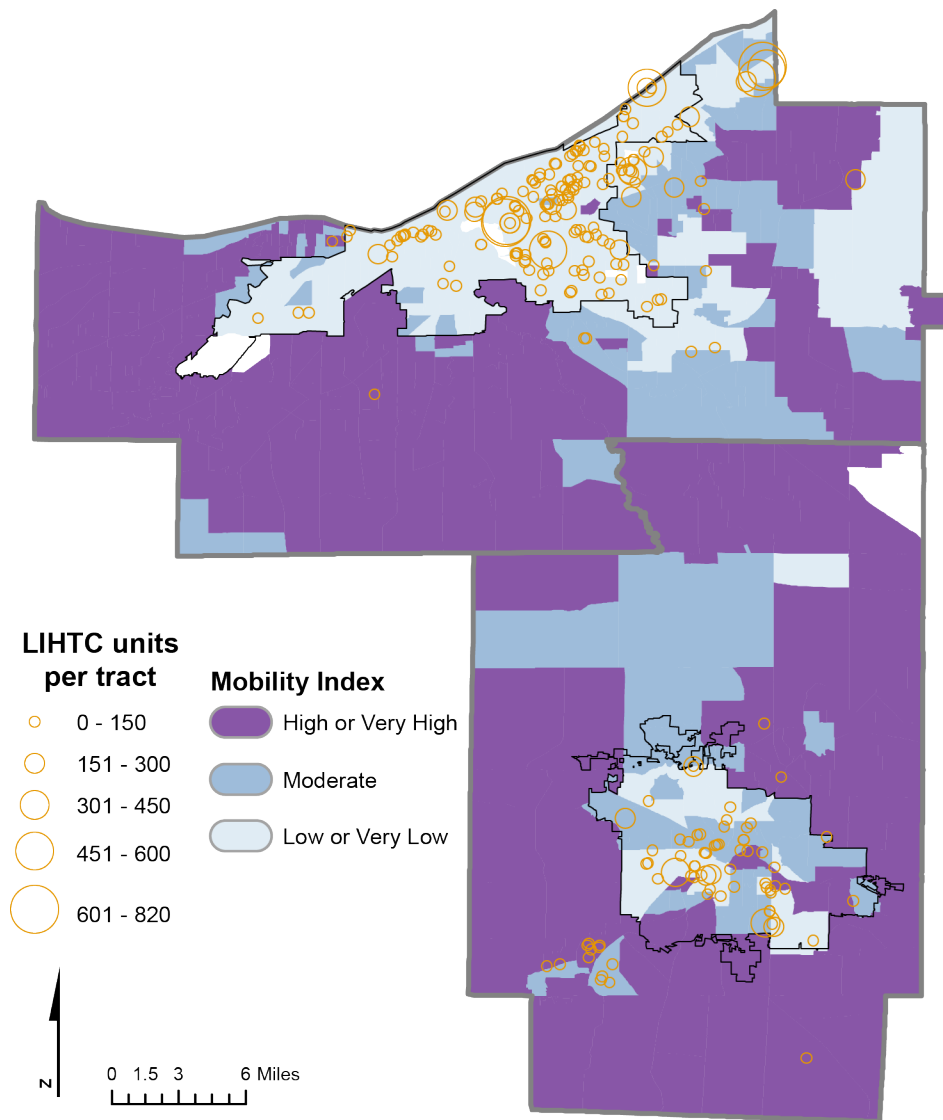 LIHTC units
per tract
0 - 150
151 - 300
301 - 450
451 - 600
601 - 820
Mobility Index
High or Very High
Moderate
Low or Very Low
N
0 1.5 3 6 Miles